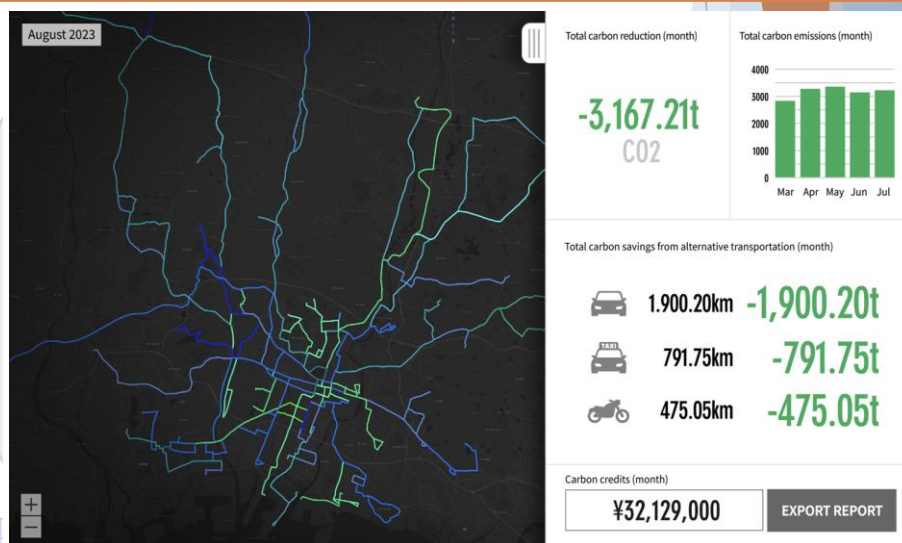 August 2023
Total carbon reduction (month)
-3,167.21t
CO2
Total carbon emissions (month)
4000
3000
2000
1000
0
Mar Apr May Jun Jul
Total carbon savings from alternative transportation (month)
1.900.20km -1,900.20t
TAXI
791.75km -791.75t
475.05km -475.05t
Carbon credits (month)
¥32,129,000
EXPORT REPORT
+
−